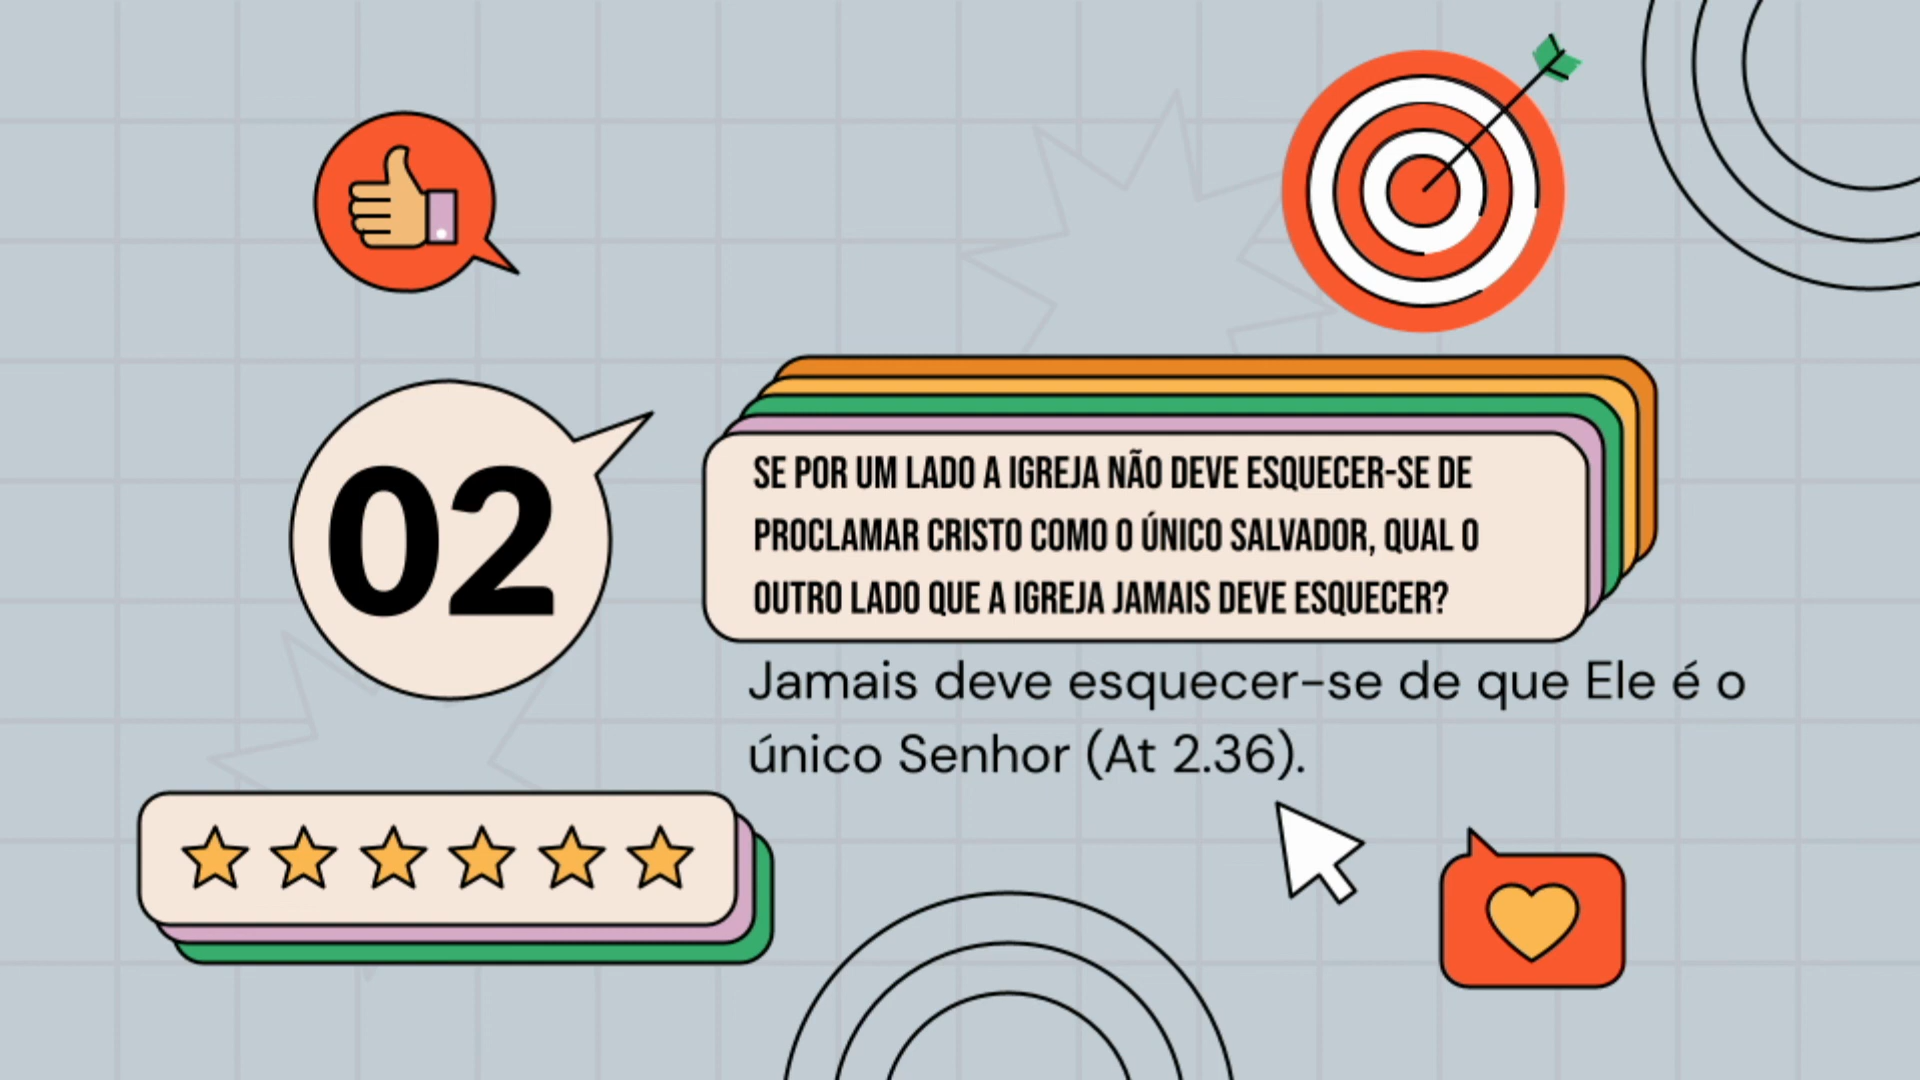 02
SE POR UM LADO A IGREJA NÃO DEVE ESQUECER-SE DE
PROCLAMAR CRISTO COMO O ÚNICO SALVADOR, QUAL O
OUTRO LADO QUE A IGREJA JAMAIS DEVE ESQUECER?
Jamais deve esquecer-se de que Ele é o
único Senhor (At 2.36).